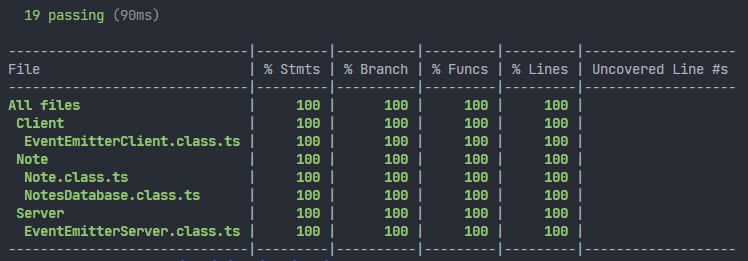 19 passing (90ms)
----------------------------|---------|----------|---------|---------|-------------------
File | % Stmts | % Branch | % Funcs | % Lines | Uncovered Line #s
----------------------------|---------|----------|---------|---------|-------------------
All files | 100 | 100 | 100 | 100 |
Client | 100 | 100 | 100 | 100 |
EventEmitterClient.class.ts | 100 | 100 | 100 | 100 |
Note | 100 | 100 | 100 | 100 |
Note.class.ts | 100 | 100 | 100 | 100 |
NotesDatabase.class.ts | 100 | 100 | 100 | 100 |
Server | 100 | 100 | 100 | 100 |
EventEmitterServer.class.ts | 100 | 100 | 100 | 100 |
----------------------------|---------|----------|---------|---------|-------------------